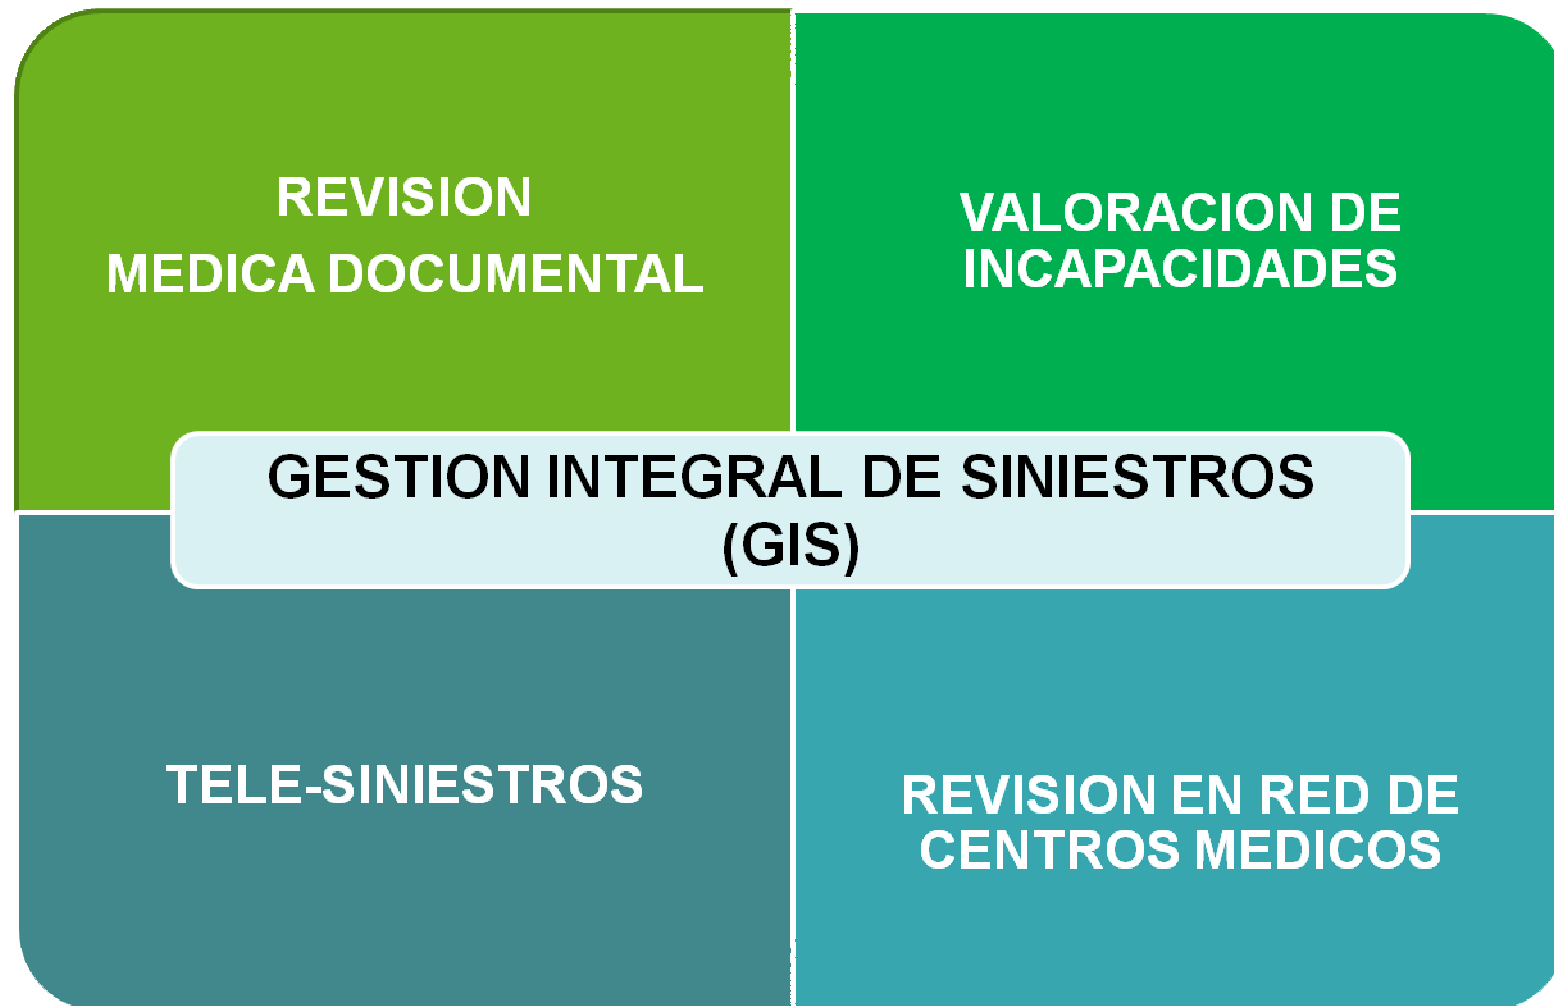 REVISION
MEDICA DOCUMENTAL
VALORACION DE
INCAPACIDADES
GESTION INTEGRAL DE SINIESTROS
(GIS)
TELE-SINIESTROS
REVISION EN RED DE
CENTROS MEDICOS